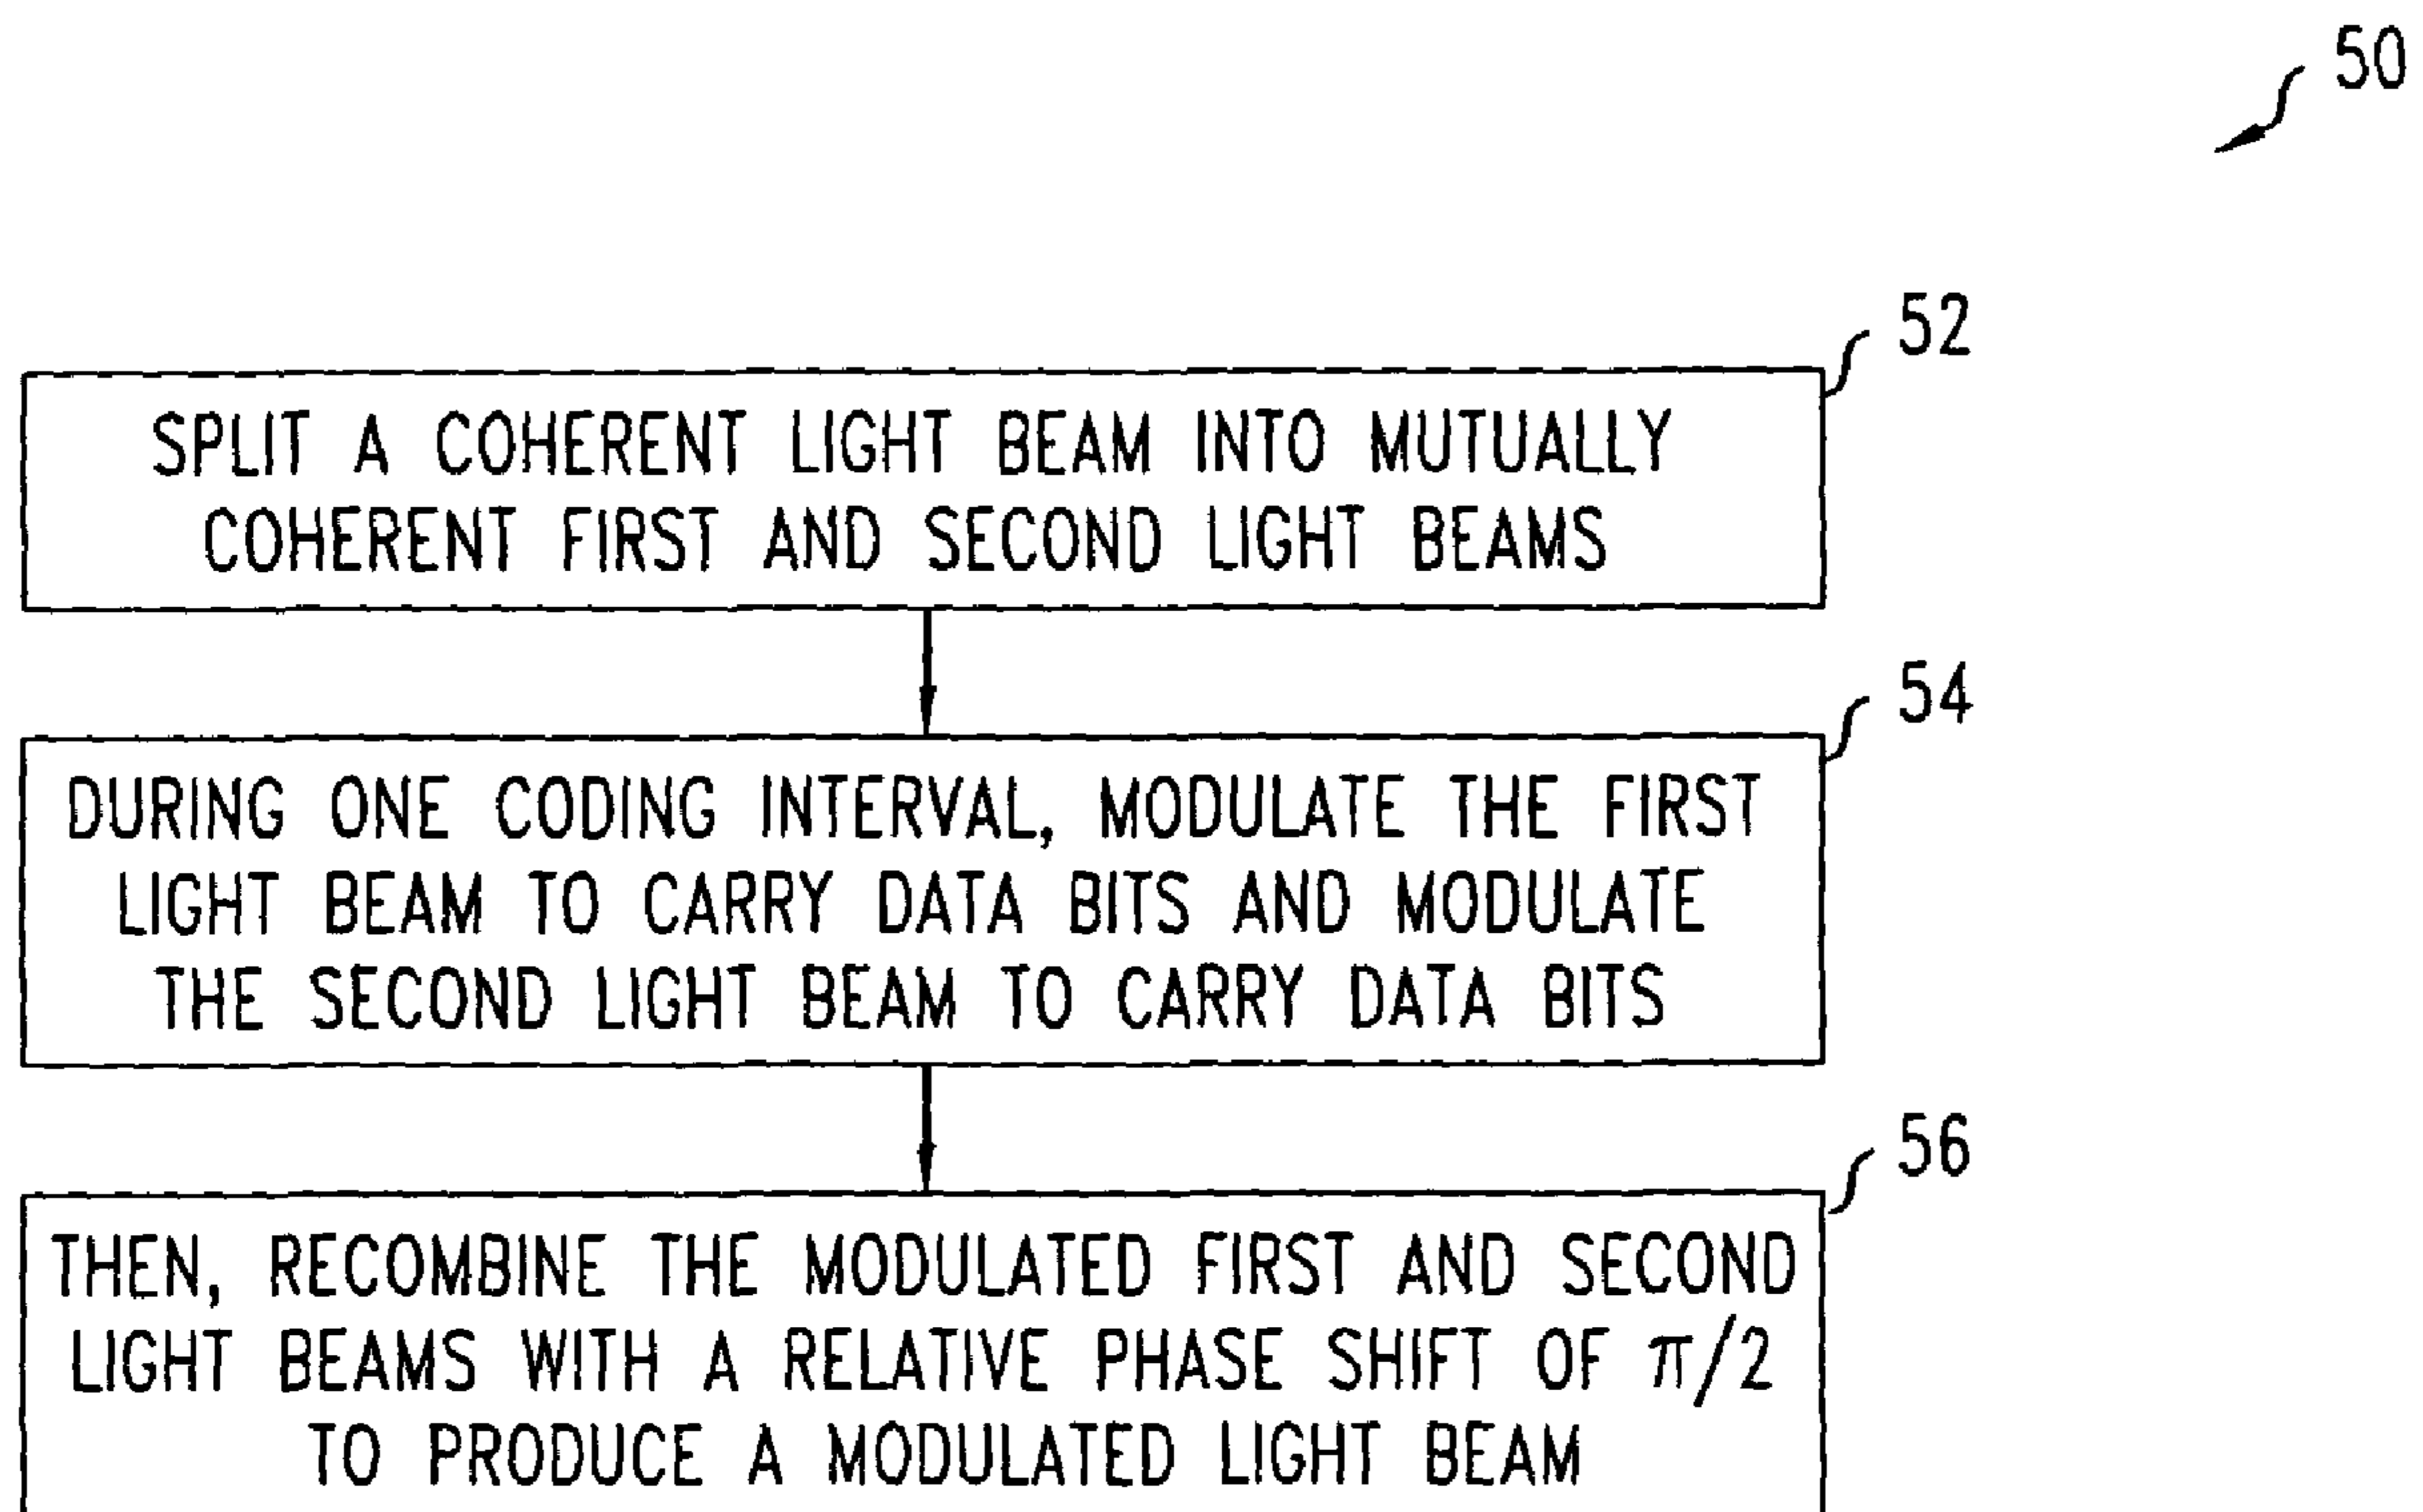 50
52
SPLIT A COHERENT LIGHT BEAM INTO MUTUALLY
COHERENT FIRST AND SECOND LIGHT BEAMS
54
DURING ONE CODING INTERVAL, MODULATE THE FIRST
LIGHT BEAM TO CARRY DATA BITS AND MODULATE
THE SECOND LIGHT BEAM TO CARRY DATA BITS
56
THEN, RECOMBINE THE MODULATED FIRST AND SECOND
LIGHT BEAMS WITH A RELATIVE PHASE SHIFT OF π/2
TO PRODUCE A MODULATED LIGHT BEAM